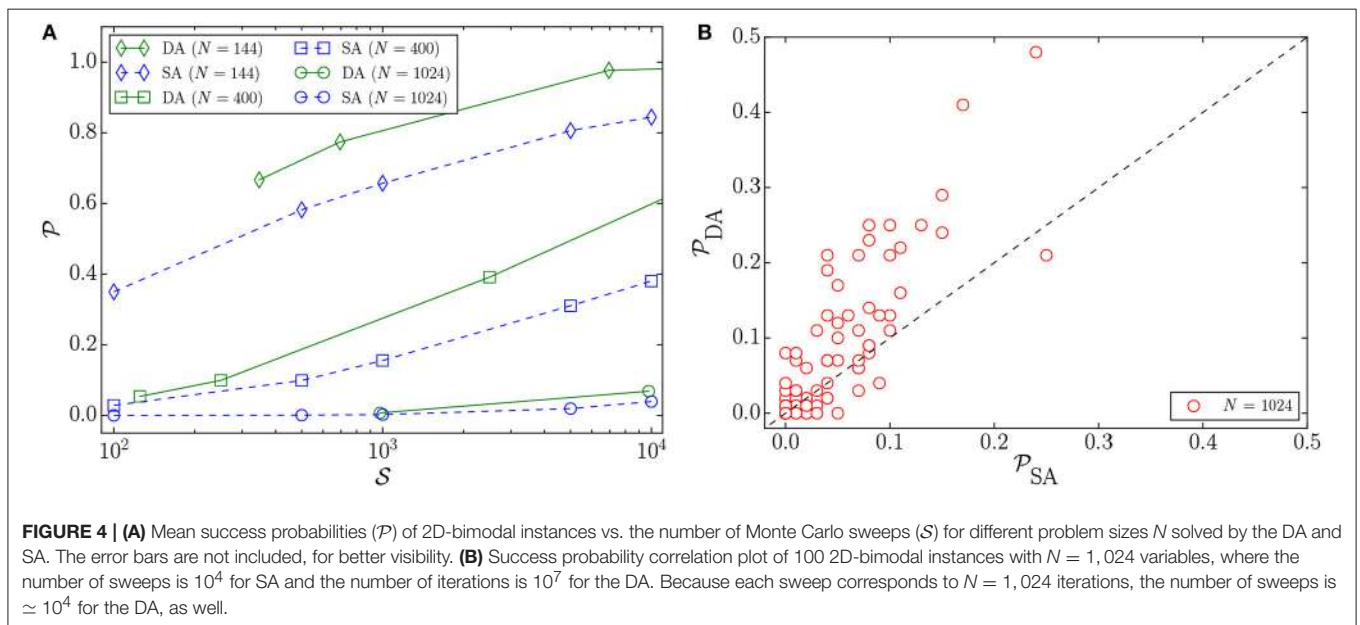 A
DA (N = 144)
SA (N = 144)
DA (N = 400)
SA (N = 400)
DA (N = 1024)
SA (N = 1024)
1.0
0.8
0.6
0.4
0.2
0.0
P
10²
10³
10⁴
S
B
0.5
0.4
0.3
0.2
0.1
0.0
P_DA
N = 1024
0.0 0.1 0.2 0.3 0.4 0.5
P_SA
FIGURE 4 | (A) Mean success probabilities (P) of 2D-bimodal instances vs. the number of Monte Carlo sweeps (S) for different problem sizes N solved by the DA and
SA. The error bars are not included, for better visibility. (B) Success probability correlation plot of 100 2D-bimodal instances with N = 1, 024 variables, where the
number of sweeps is 10⁴ for SA and the number of iterations is 10⁷ for the DA. Because each sweep corresponds to N = 1, 024 iterations, the number of sweeps is
≃ 10⁴ for the DA, as well.